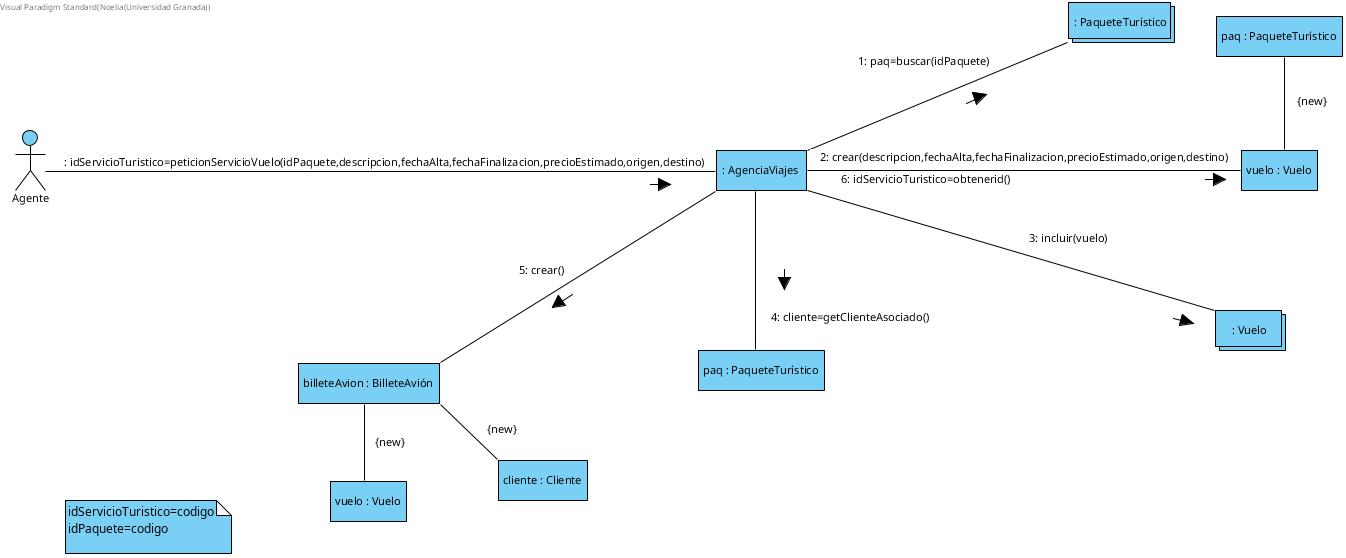 Visual Paradigm Standard(Noelia(Universidad Granada))
: PaqueteTurístico
paq : PaqueteTurístico
1: paq=buscar(idPaquete)
{new}
: idServicioTuristico=peticionServicioVuelo(idPaquete,descripcion,fechaAlta,fechaFinalizacion,precioEstimado,origen,destino)
2: crear(descripcion,fechaAlta,fechaFinalizacion,precioEstimado,origen,destino)
: AgenciaViajes
vuelo : Vuelo
6: idServicioTuristico=obtenerid()
Agente
3: incluir(vuelo)
5: crear()
4: cliente=getClienteAsociado()
: Vuelo
paq : PaqueteTurístico
billeteAvion : BilleteAvión
{new}
{new}
cliente : Cliente
vuelo : Vuelo
idServicioTuristico=codigo
idPaquete=codigo